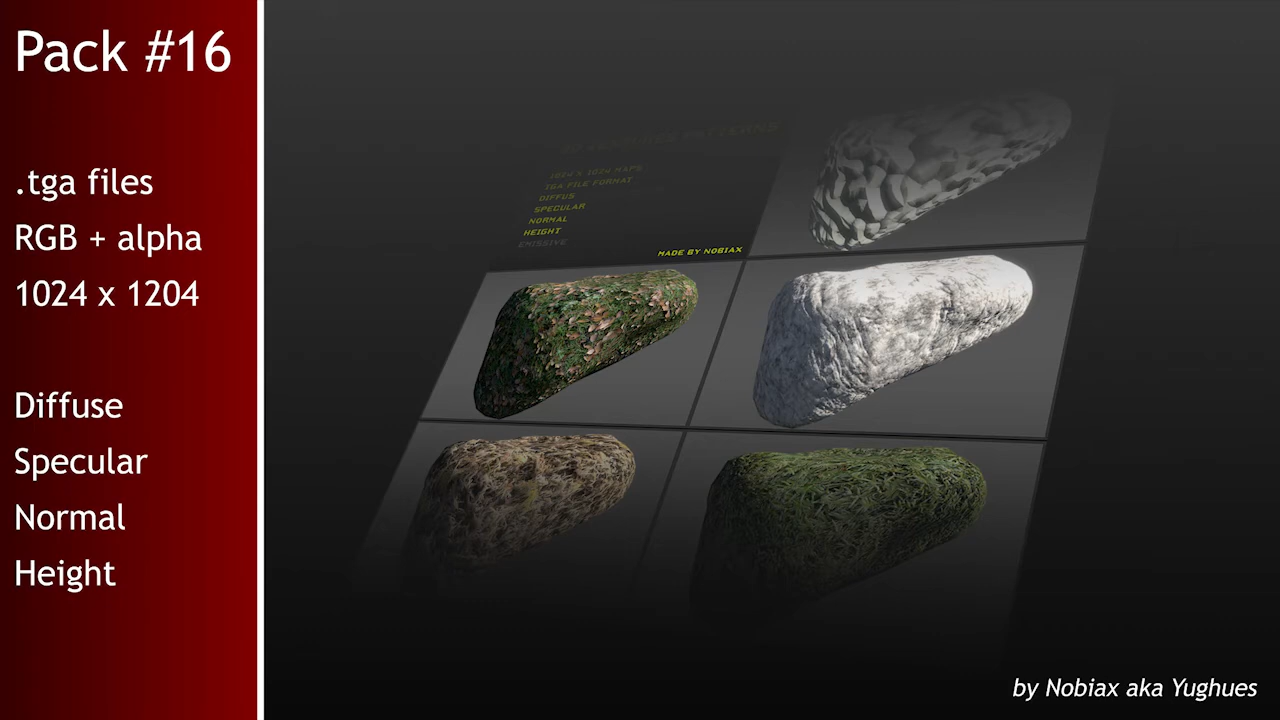 Pack #16
.tga files
RGB + alpha
1024 x 1204
Diffuse
Specular
Normal
Height
1024 X 1024 MAPS
TGA FILE FORMAT
DIFFUS
SPECULAR
NORMAL
HEIGHT
EMISSIVE
MADE BY NOBIAX
by Nobiax aka Yughues